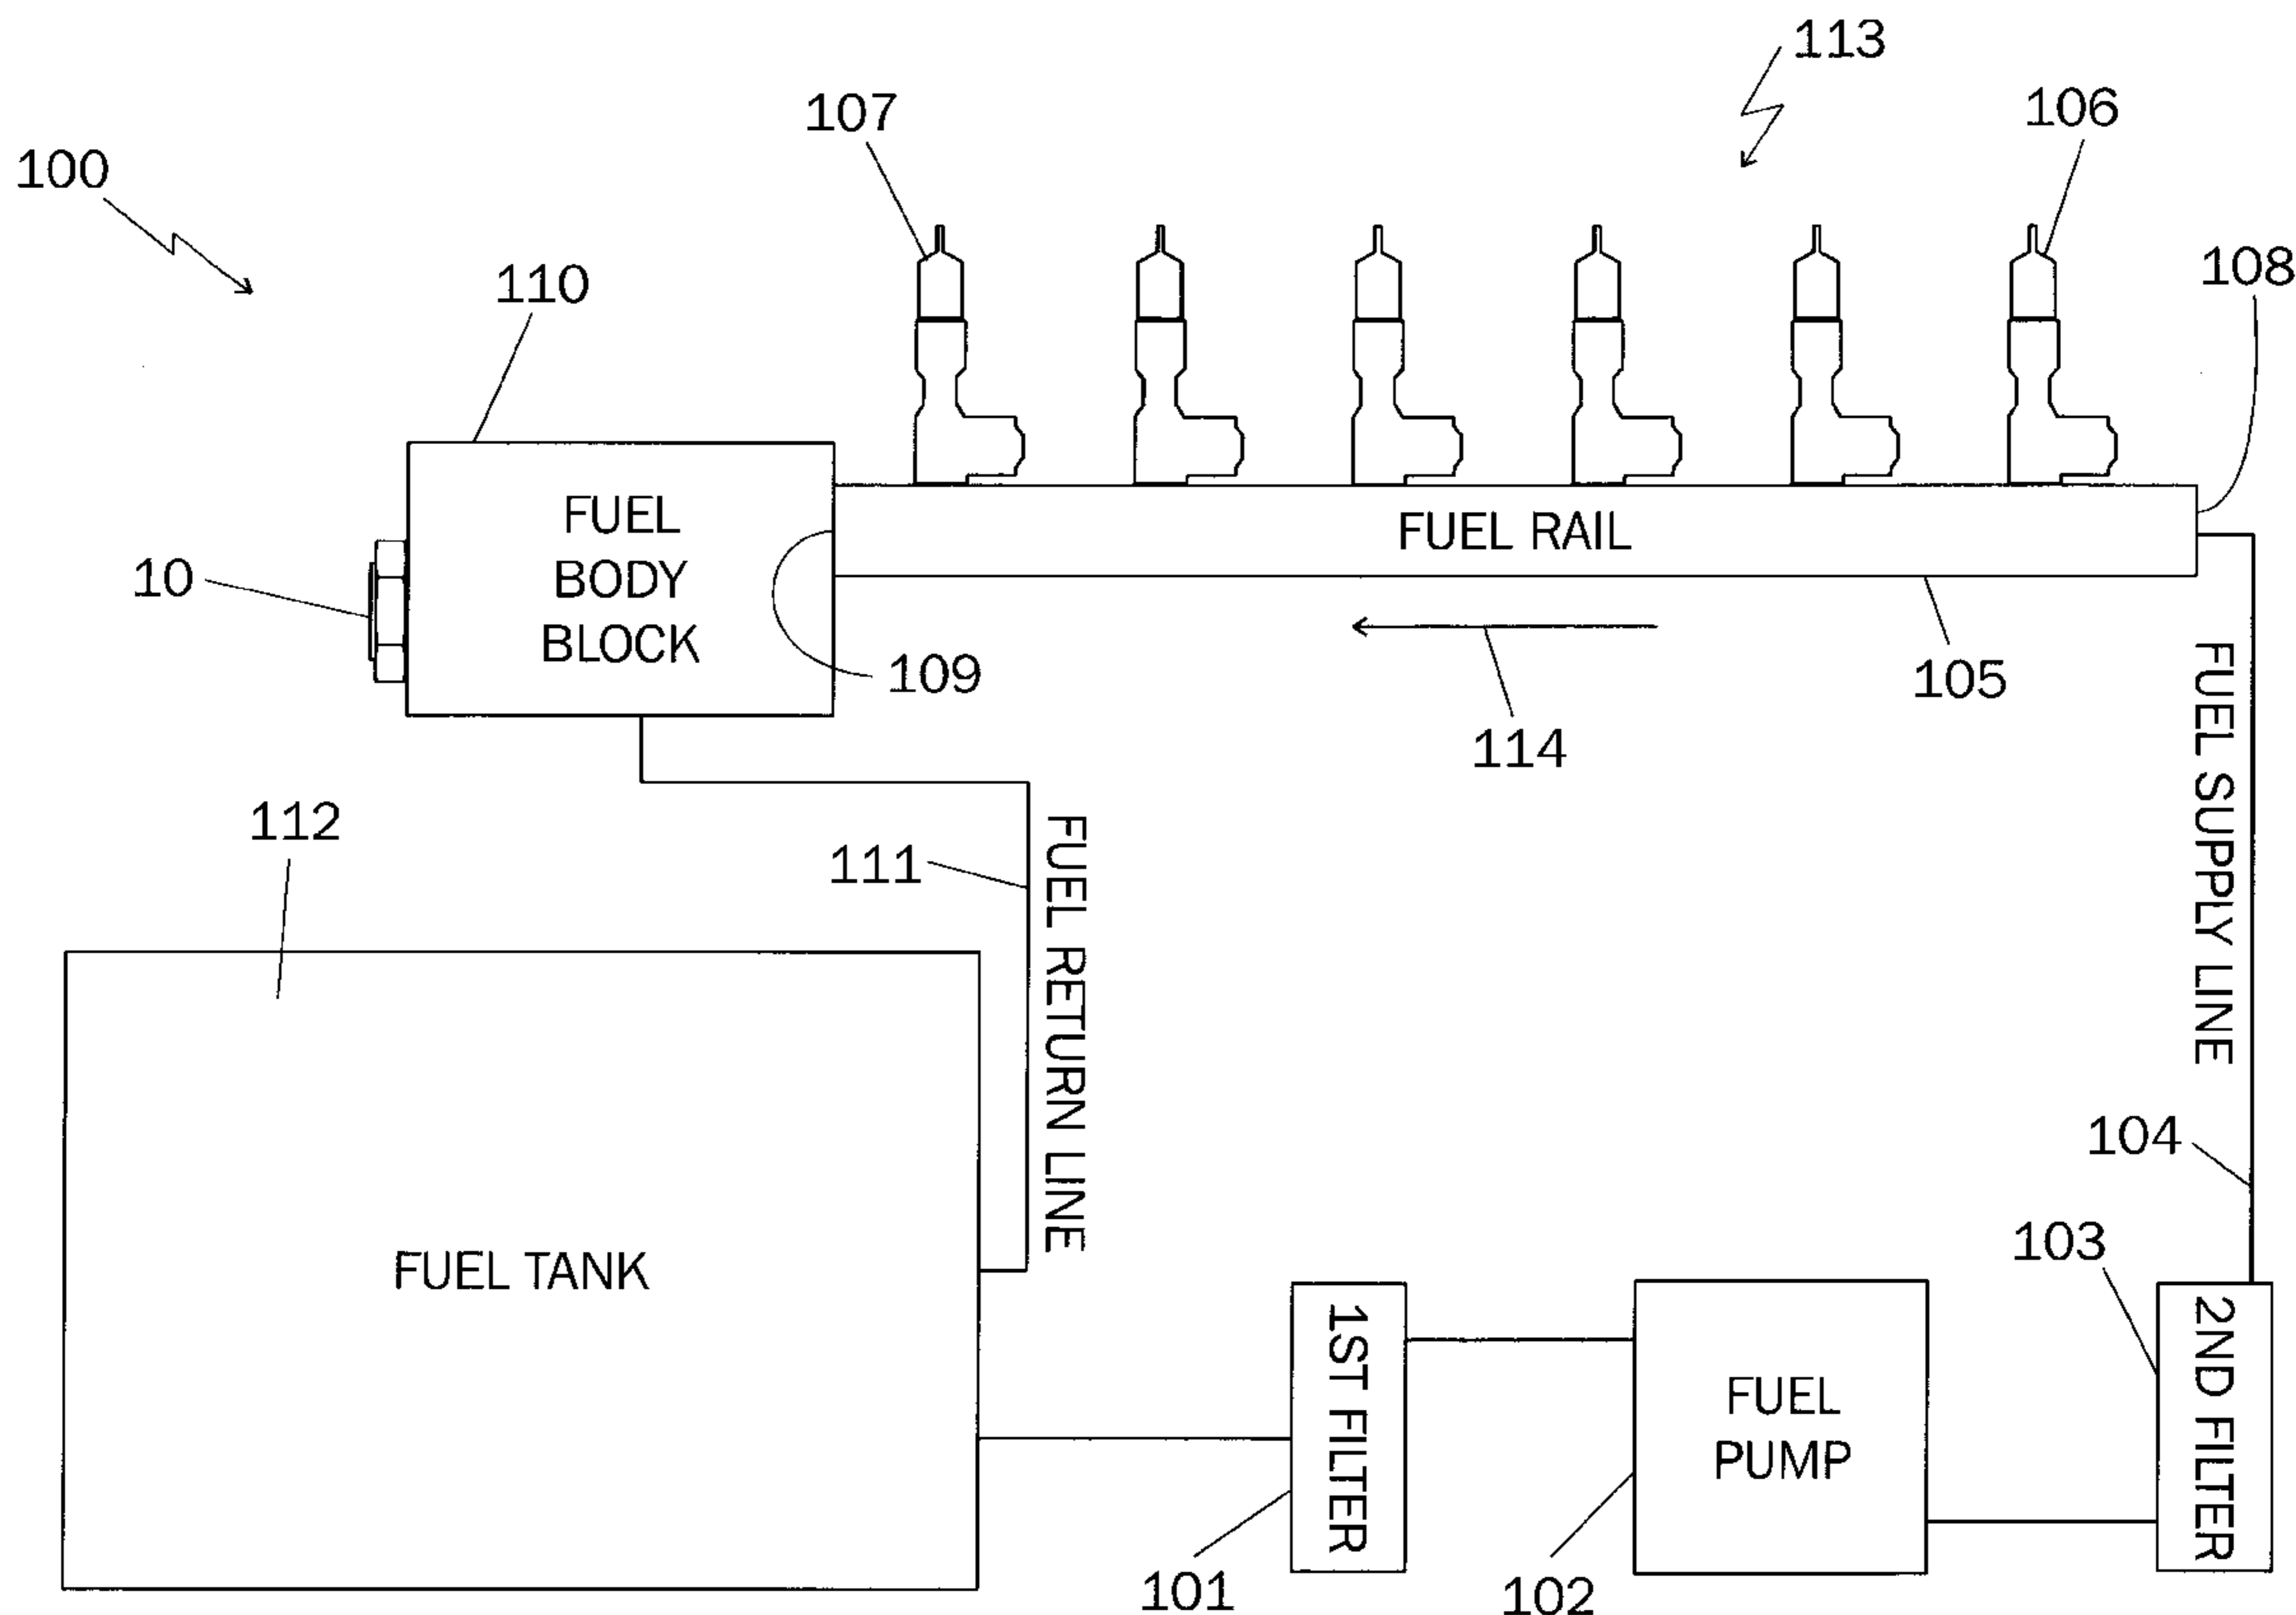 113
107
106
100
108
110
FUEL
BODY
BLOCK
FUEL RAIL
10
109
105
114
FUEL SUPPLY LINE
112
111
FUEL RETURN LINE
104
103
FUEL TANK
1ST FILTER
FUEL
PUMP
2ND FILTER
101
102